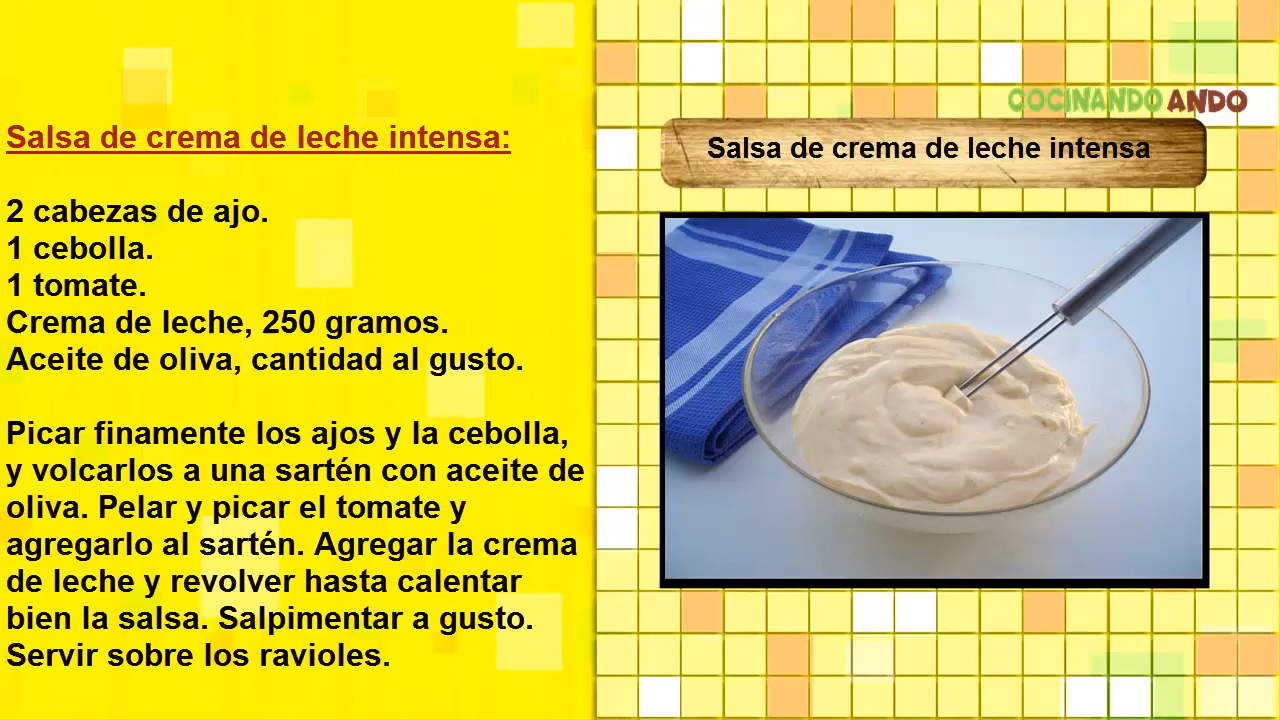 Salsa de crema de leche intensa:
2 cabezas de ajo.
1 cebolla.
1 tomate.
Crema de leche, 250 gramos.
Aceite de oliva, cantidad al gusto.
Picar finamente los ajos y la cebolla,
y volcarlos a una sartén con aceite de
oliva. Pelar y picar el tomate y
agregarlo al sartén. Agregar la crema
de leche y revolver hasta calentar
bien la salsa. Salpimentar a gusto.
Servir sobre los ravioles.
COCINANDO ANDO
Salsa de crema de leche intensa